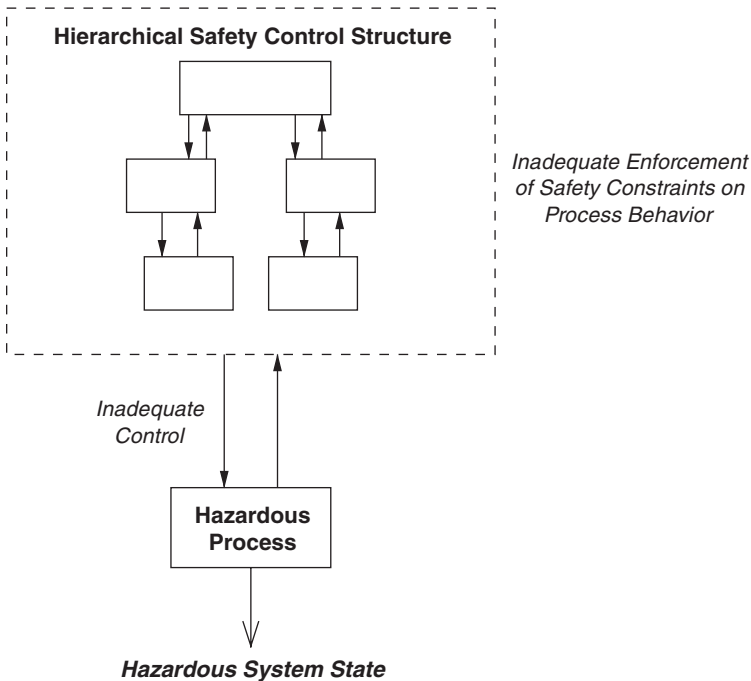 Hierarchical Safety Control Structure
Inadequate Enforcement
of Safety Constraints on
Process Behavior
Inadequate
Control
Hazardous
Process
Hazardous System State